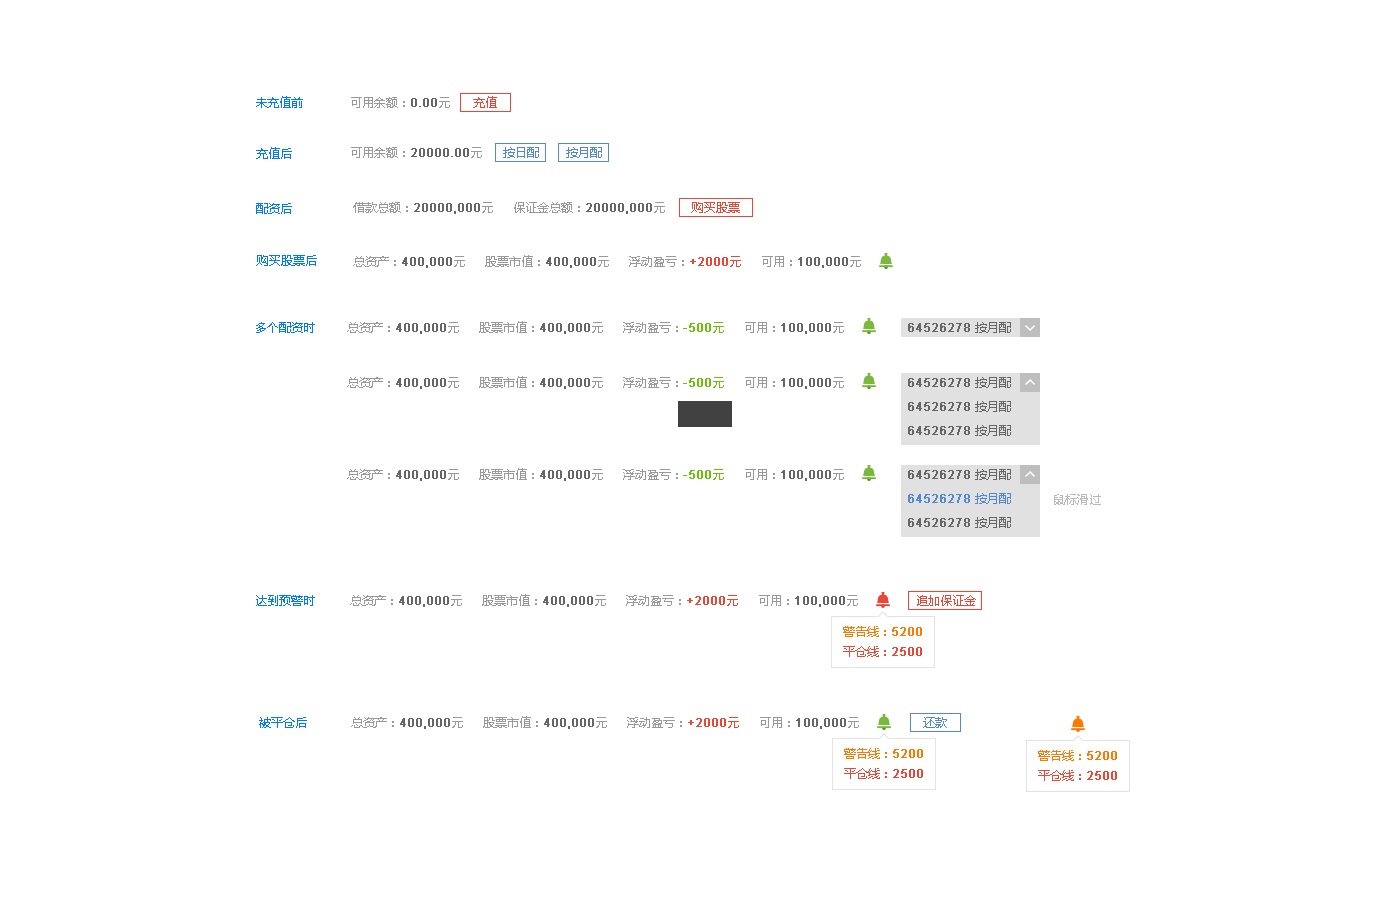 未充值前 可用余额：0.00元 充值
充值后 可用余额：20000.00元 按日配 按月配
配资后 借款总额：20000,000元 保证金总额：20000,000元 购买股票
购买股票后 总资产：400,000元 股票市值：400,000元 浮动盈亏：+2000元 可用：100,000元
多个配资时 总资产：400,000元 股票市值：400,000元 浮动盈亏：-500元 可用：100,000元 64526278 按月配
总资产：400,000元 股票市值：400,000元 浮动盈亏：-500元 可用：100,000元 64526278 按月配
64526278 按月配
64526278 按月配
总资产：400,000元 股票市值：400,000元 浮动盈亏：-500元 可用：100,000元 64526278 按月配
64526278 按月配 鼠标滑过
64526278 按月配
达到预警时 总资产：400,000元 股票市值：400,000元 浮动盈亏：+2000元 可用：100,000元 追加保证金
警告线：5200
平仓线：2500
被平仓后 总资产：400,000元 股票市值：400,000元 浮动盈亏：+2000元 可用：100,000元 还款
警告线：5200 警告线：5200
平仓线：2500 平仓线：2500